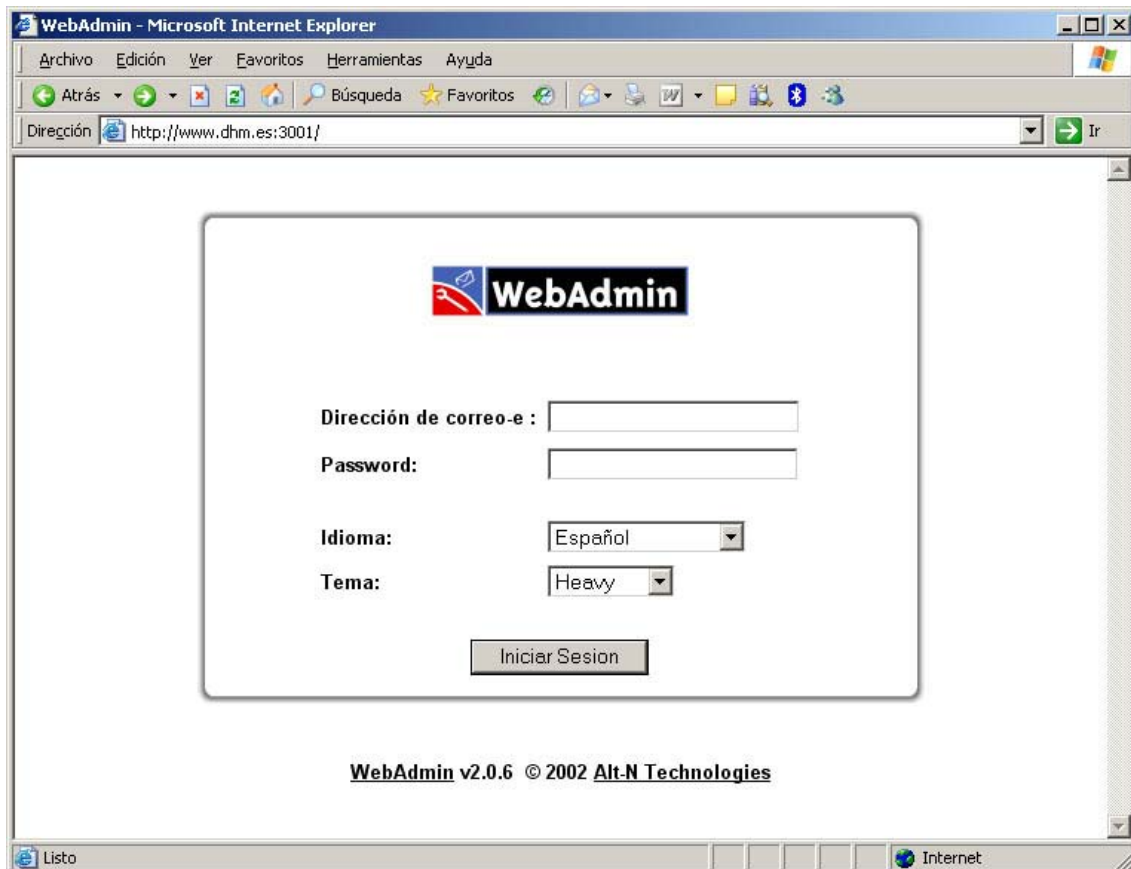 WebAdmin - Microsoft Internet Explorer
Archivo Edición Ver Favoritos Herramientas Ayuda
Atrás Búsqueda Favoritos
Dirección http://www.dhm.es:3001/ Ir
WebAdmin
Dirección de correo-e :
Password:
Idioma: Español
Tema: Heavy
Iniciar Sesion
WebAdmin v2.0.6 © 2002 Alt-N Technologies
Listo Internet